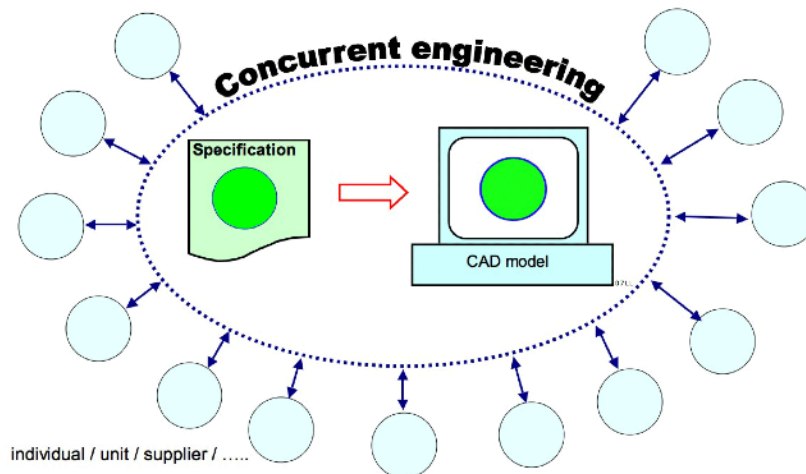 Concurrent engineering
Specification
CAD model
individual / unit / supplier / …..